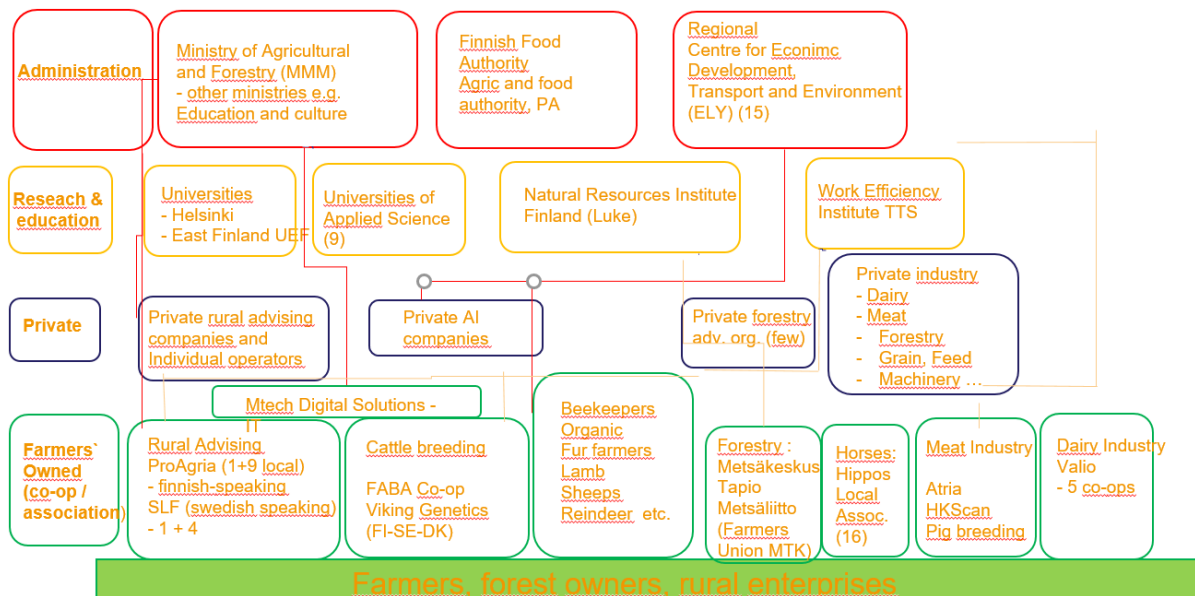 Administration
Ministry of Agricultural
and Forestry (MMM)
- other ministries e.g.
Education and culture
Finnish Food
Authority
Agric and food
authority, PA
Regional
Centre for Econimc
Development,
Transport and Environment
(ELY) (15)
Reseach &
education
Universities
- Helsinki
- East Finland UEF
Universities of
Applied Science
(9)
Natural Resources Institute
Finland (Luke)
Work Efficiency
Institute TTS
Private
Private rural advising
companies and
Individual operators
Private AI
companies
Private forestry
adv. org. (few)
Private industry
- Dairy
- Meat
- Forestry
- Grain, Feed
- Machinery ...
Mtech Digital Solutions -
IT
Farmers`
Owned
(co-op /
association)
Rural Advising
ProAgria (1+9 local)
- finnish-speaking
SLF (swedish speaking)
- 1 + 4
Cattle breeding
FABA Co-op
Viking Genetics
(FI-SE-DK)
Beekeepers
Organic
Fur farmers
Lamb
Sheeps
Reindeer etc.
Forestry :
Metsäkeskus
Tapio
Metsäliitto
(Farmers
Union MTK)
Horses:
Hippos
Local
Assoc.
(16)
Meat Industry
Atria
HKScan
Pig breeding
Dairy Industry
Valio
- 5 co-ops
Farmers, forest owners, rural enterprises